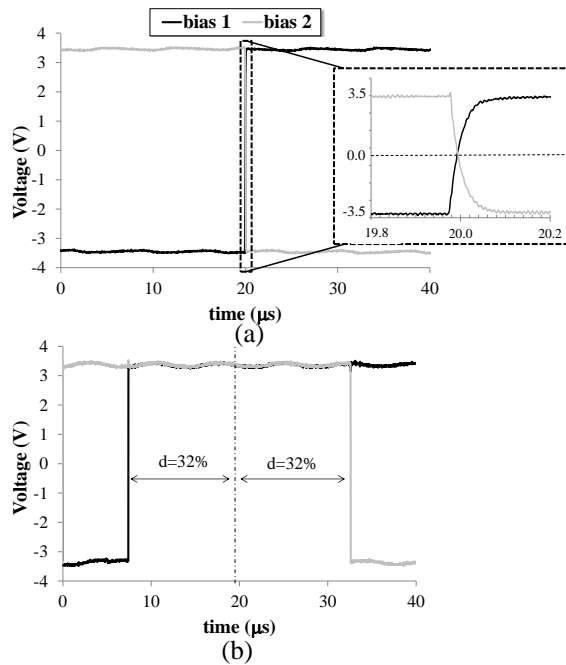 bias 1 bias 2
4
3
2
1
0
-1
-2
-3
-4
Voltage (V)
0 10 20 30 40
time (μs)
3.5
0.0
-3.5
19.8 20.0 20.2
(a)
4
3
2
1
0
-1
-2
-3
-4
Voltage (V)
d=32% d=32%
0 10 20 30 40
time (μs)
(b)